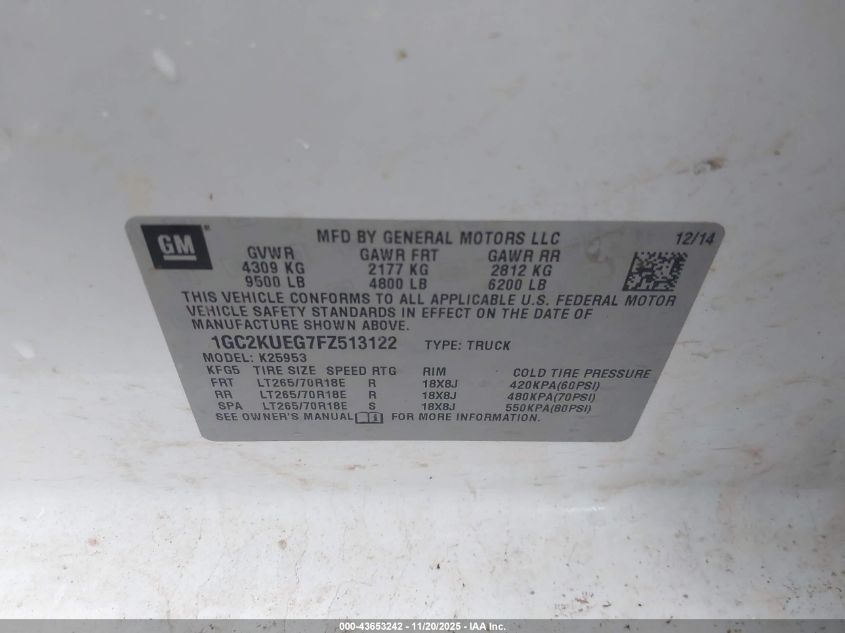 GM ®
MFD BY GENERAL MOTORS LLC 12/14
GVWR GAWR FRT GAWR RR
4309 KG 2177 KG 2812 KG
9500 LB 4800 LB 6200 LB
THIS VEHICLE CONFORMS TO ALL APPLICABLE U.S. FEDERAL MOTOR
VEHICLE SAFETY STANDARDS IN EFFECT ON THE DATE OF
MANUFACTURE SHOWN ABOVE.
1GC2KUEG7FZ513122 TYPE: TRUCK
MODEL: K25953
KFG5 TIRE SIZE SPEED RTG RIM COLD TIRE PRESSURE
FRT LT265/70R18E R 18X8J 420KPA(60PSI)
RR LT265/70R18E R 18X8J 480KPA(70PSI)
SPA LT265/70R18E S 18X8J 550KPA(80PSI)
SEE OWNER'S MANUAL FOR MORE INFORMATION.
000-43653242 - 11/20/2025 - IAA Inc.